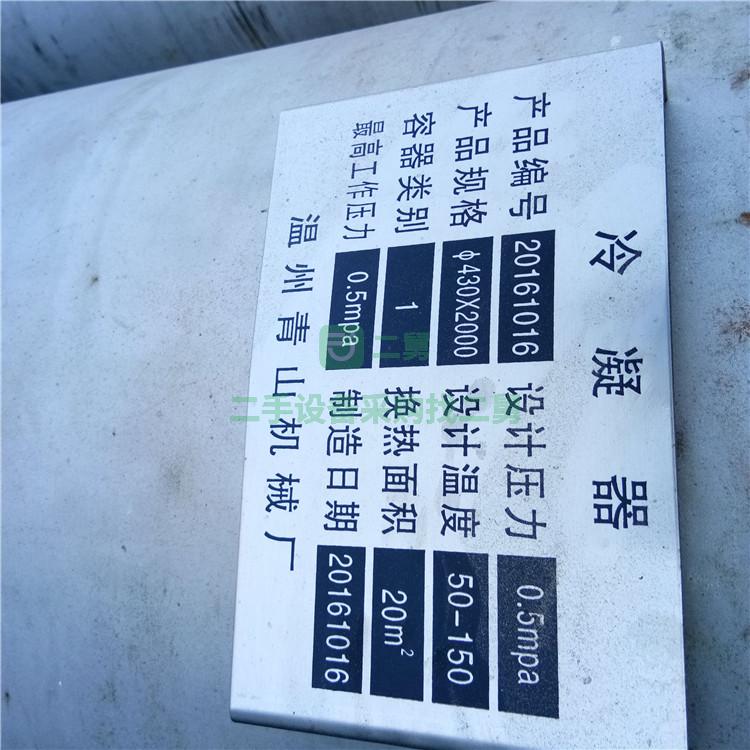 冷凝器
产品编号 20161016 设计压力 0.5mpa
产品规格 φ430X2000 设计温度 50-150
容器类别 1 换热面积 20m²
最高工作压力 0.5mpa 制造日期 20161016
温州青山机械厂
二舅
二手设备采购找二舅